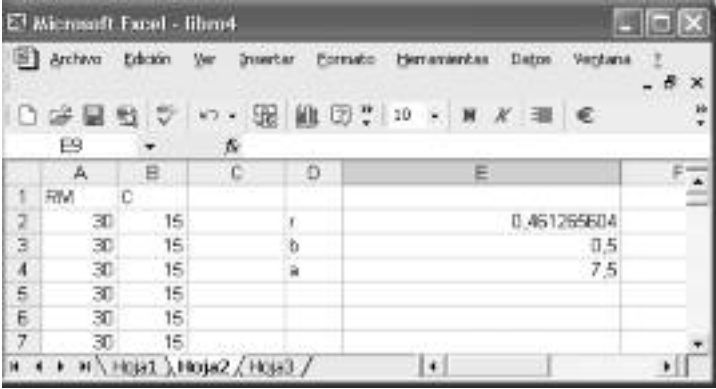 Microsoft Excel - libro4
Archivo Edición Ver Insertar Formato Herramientas Datos Ventana ?
10 N K €
E9 fx
A B C D E F
1 RM C
2 30 15 r 0,461265604
3 30 15 b 0,5
4 30 15 a 7,5
5 30 15
6 30 15
7 30 15
Hoja1 Hoja2 Hoja3